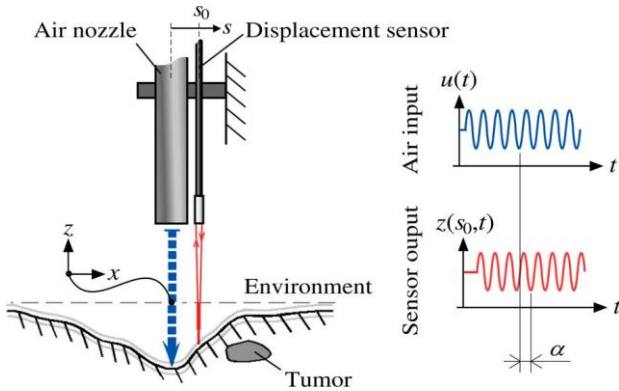 s₀
s
Air nozzle
Displacement sensor
z
x
Environment
Tumor
u(t)
Air input
t
z(s₀,t)
Sensor ouput
t
α